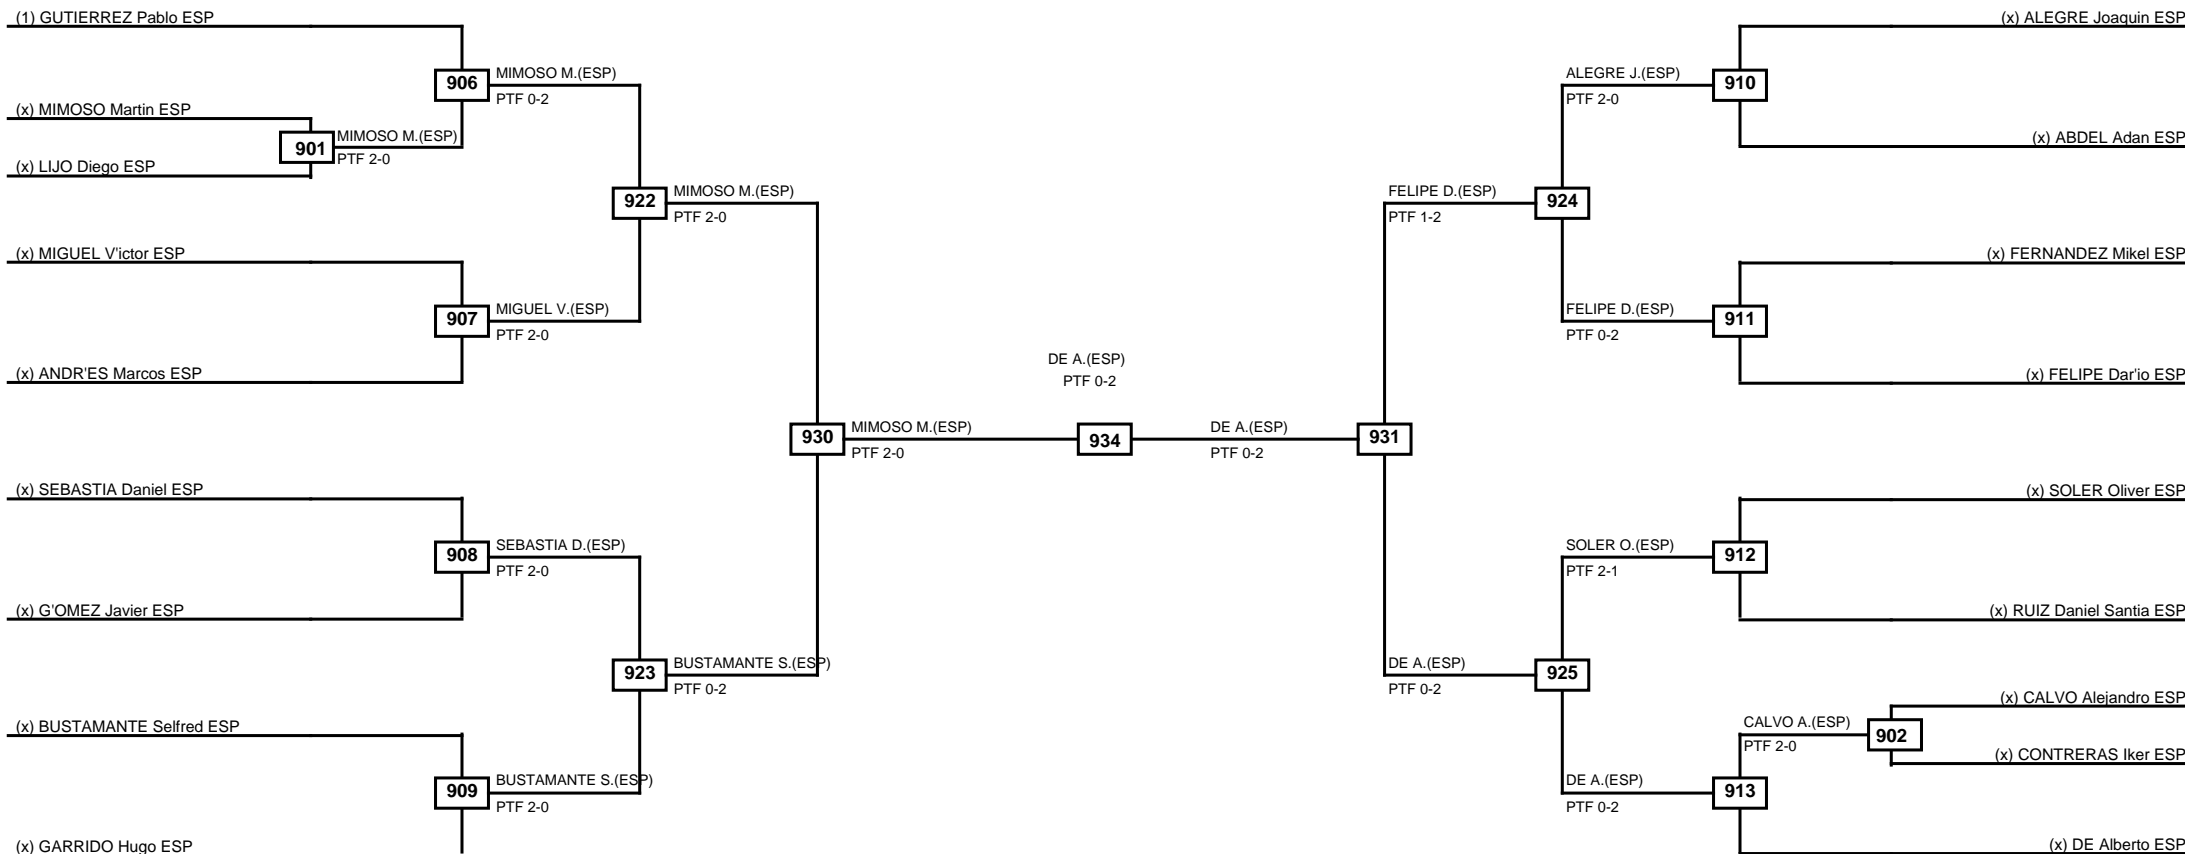 (1) GUTIERREZ Pablo ESP
(x) ALEGRE Joaquin ESP
906
MIMOSO M.(ESP)
PTF 0-2
ALEGRE J.(ESP)
PTF 2-0
910
(x) MIMOSO Martin ESP
901
MIMOSO M.(ESP)
PTF 2-0
(x) ABDEL Adan ESP
(x) LIJO Diego ESP
922
MIMOSO M.(ESP)
PTF 2-0
FELIPE D.(ESP)
PTF 1-2
924
(x) MIGUEL V'ictor ESP
(x) FERNANDEZ Mikel ESP
907
MIGUEL V.(ESP)
PTF 2-0
FELIPE D.(ESP)
PTF 0-2
911
(x) ANDR'ES Marcos ESP
DE A.(ESP)
PTF 0-2
(x) FELIPE Dar'io ESP
930
MIMOSO M.(ESP)
PTF 2-0
934
DE A.(ESP)
PTF 0-2
931
(x) SEBASTIA Daniel ESP
(x) SOLER Oliver ESP
908
SEBASTIA D.(ESP)
PTF 2-0
SOLER O.(ESP)
PTF 2-1
912
(x) G'OMEZ Javier ESP
(x) RUIZ Daniel Santia ESP
923
BUSTAMANTE S.(ESP)
PTF 0-2
DE A.(ESP)
PTF 0-2
925
(x) CALVO Alejandro ESP
(x) BUSTAMANTE Selfred ESP
CALVO A.(ESP)
PTF 2-0
902
(x) CONTRERAS Iker ESP
909
BUSTAMANTE S.(ESP)
PTF 2-0
DE A.(ESP)
PTF 0-2
913
(x) GARRIDO Hugo ESP
(x) DE Alberto ESP